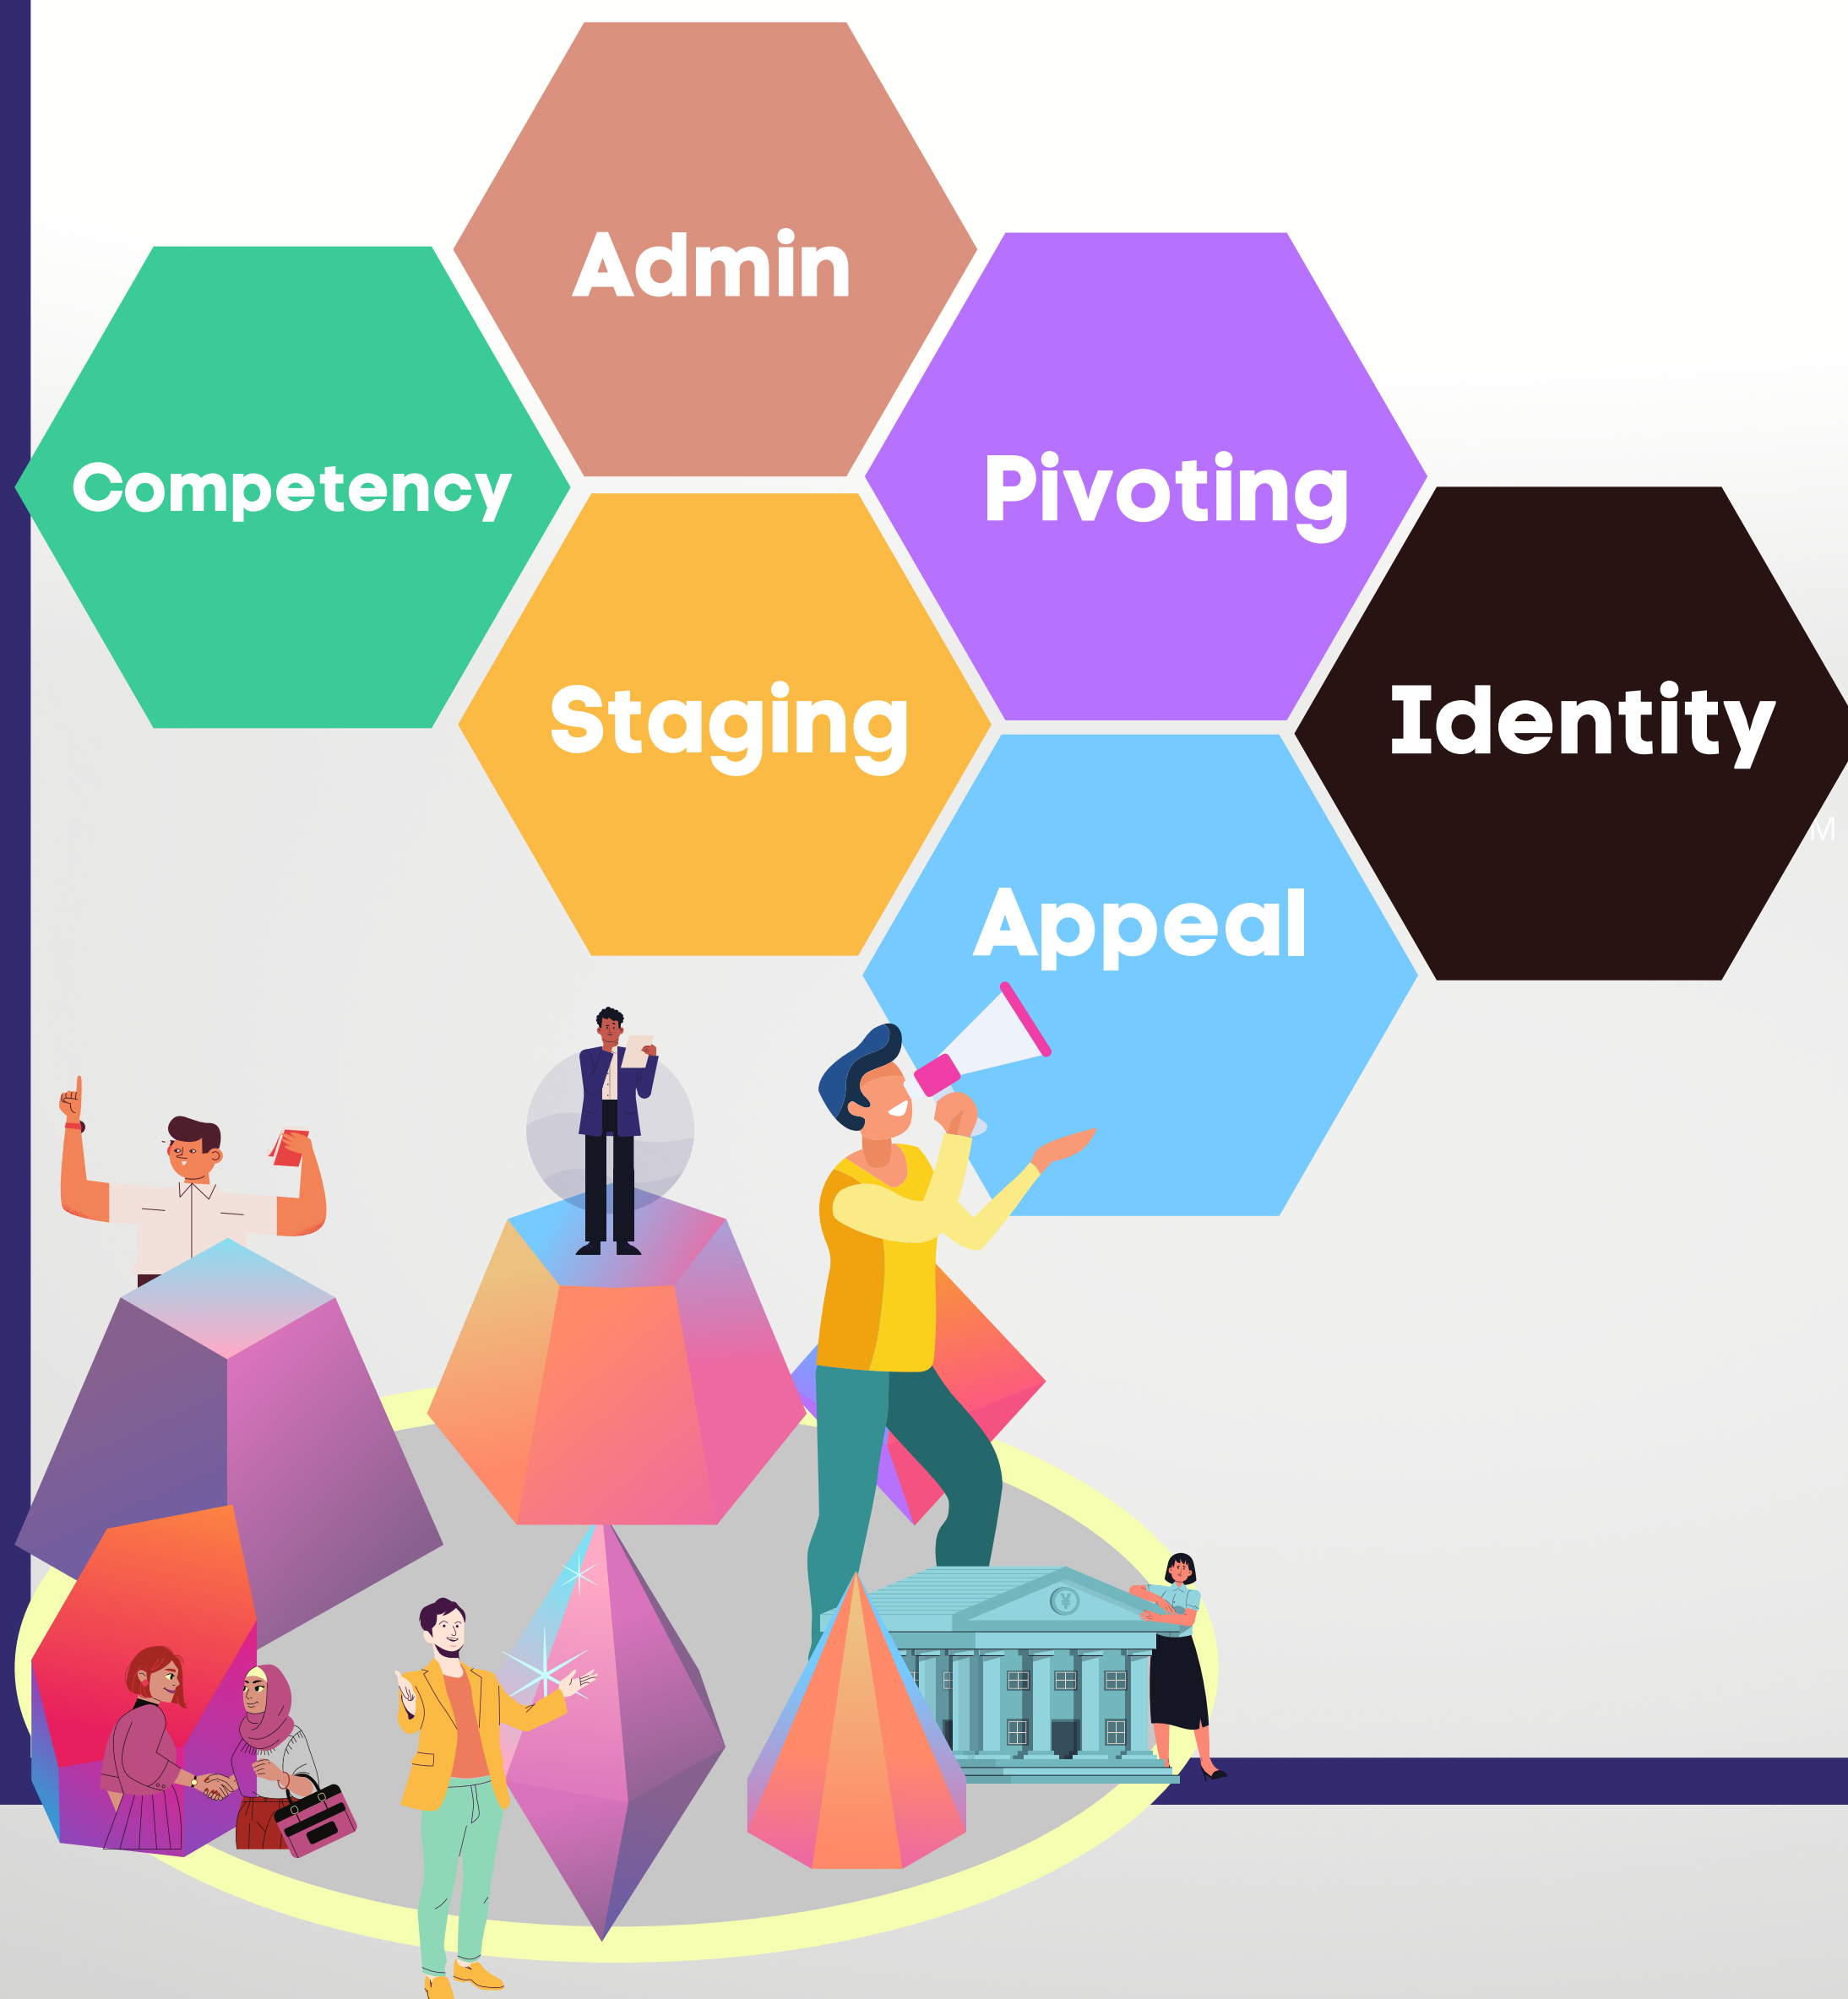 Admin
Competency
Pivoting
Staging
Identity
M
Appeal
¥